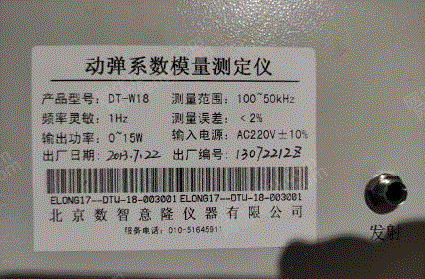 动弹系数模量测定仪
产品型号: DT-W18 测量范围: 100~50kHz
频率灵敏: 1Hz 测量误差: <2%
输出功率: 0~15W 输入电源: AC220V±10%
出厂日期: 2013.7.22 出厂编号:
ELONG17--DTW-18-003001 ELONG17--DTW-18-003001
北京数智意隆仪器有限公司
服务电话: 010-5164591
发射